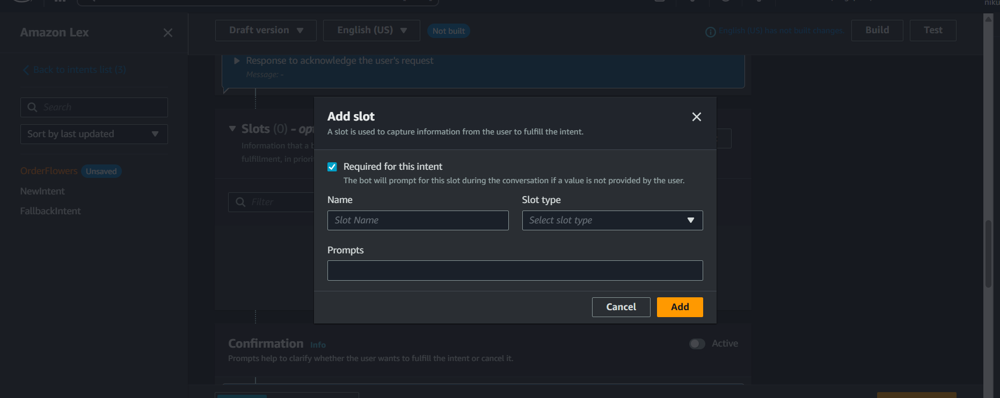 niku
Amazon Lex
Draft version
English (US)
Not built
English (US) has not built changes.
Build
Test
Back to intents list (3)
Response to acknowledge the user's request
Message: -
Search
Sort by last updated
OrderFlowers
Unsaved
NewIntent
FallbackIntent
Slots (0) - opt
Information that a b
fulfillment, in priori
Filter
Add slot
A slot is used to capture information from the user to fulfill the intent.
Required for this intent
The bot will prompt for this slot during the conversation if a value is not provided by the user.
Name
Slot type
Slot Name
Select slot type
Prompts
Cancel
Add
Confirmation Info
Active
Prompts help to clarify whether the user wants to fulfill the intent or cancel it.